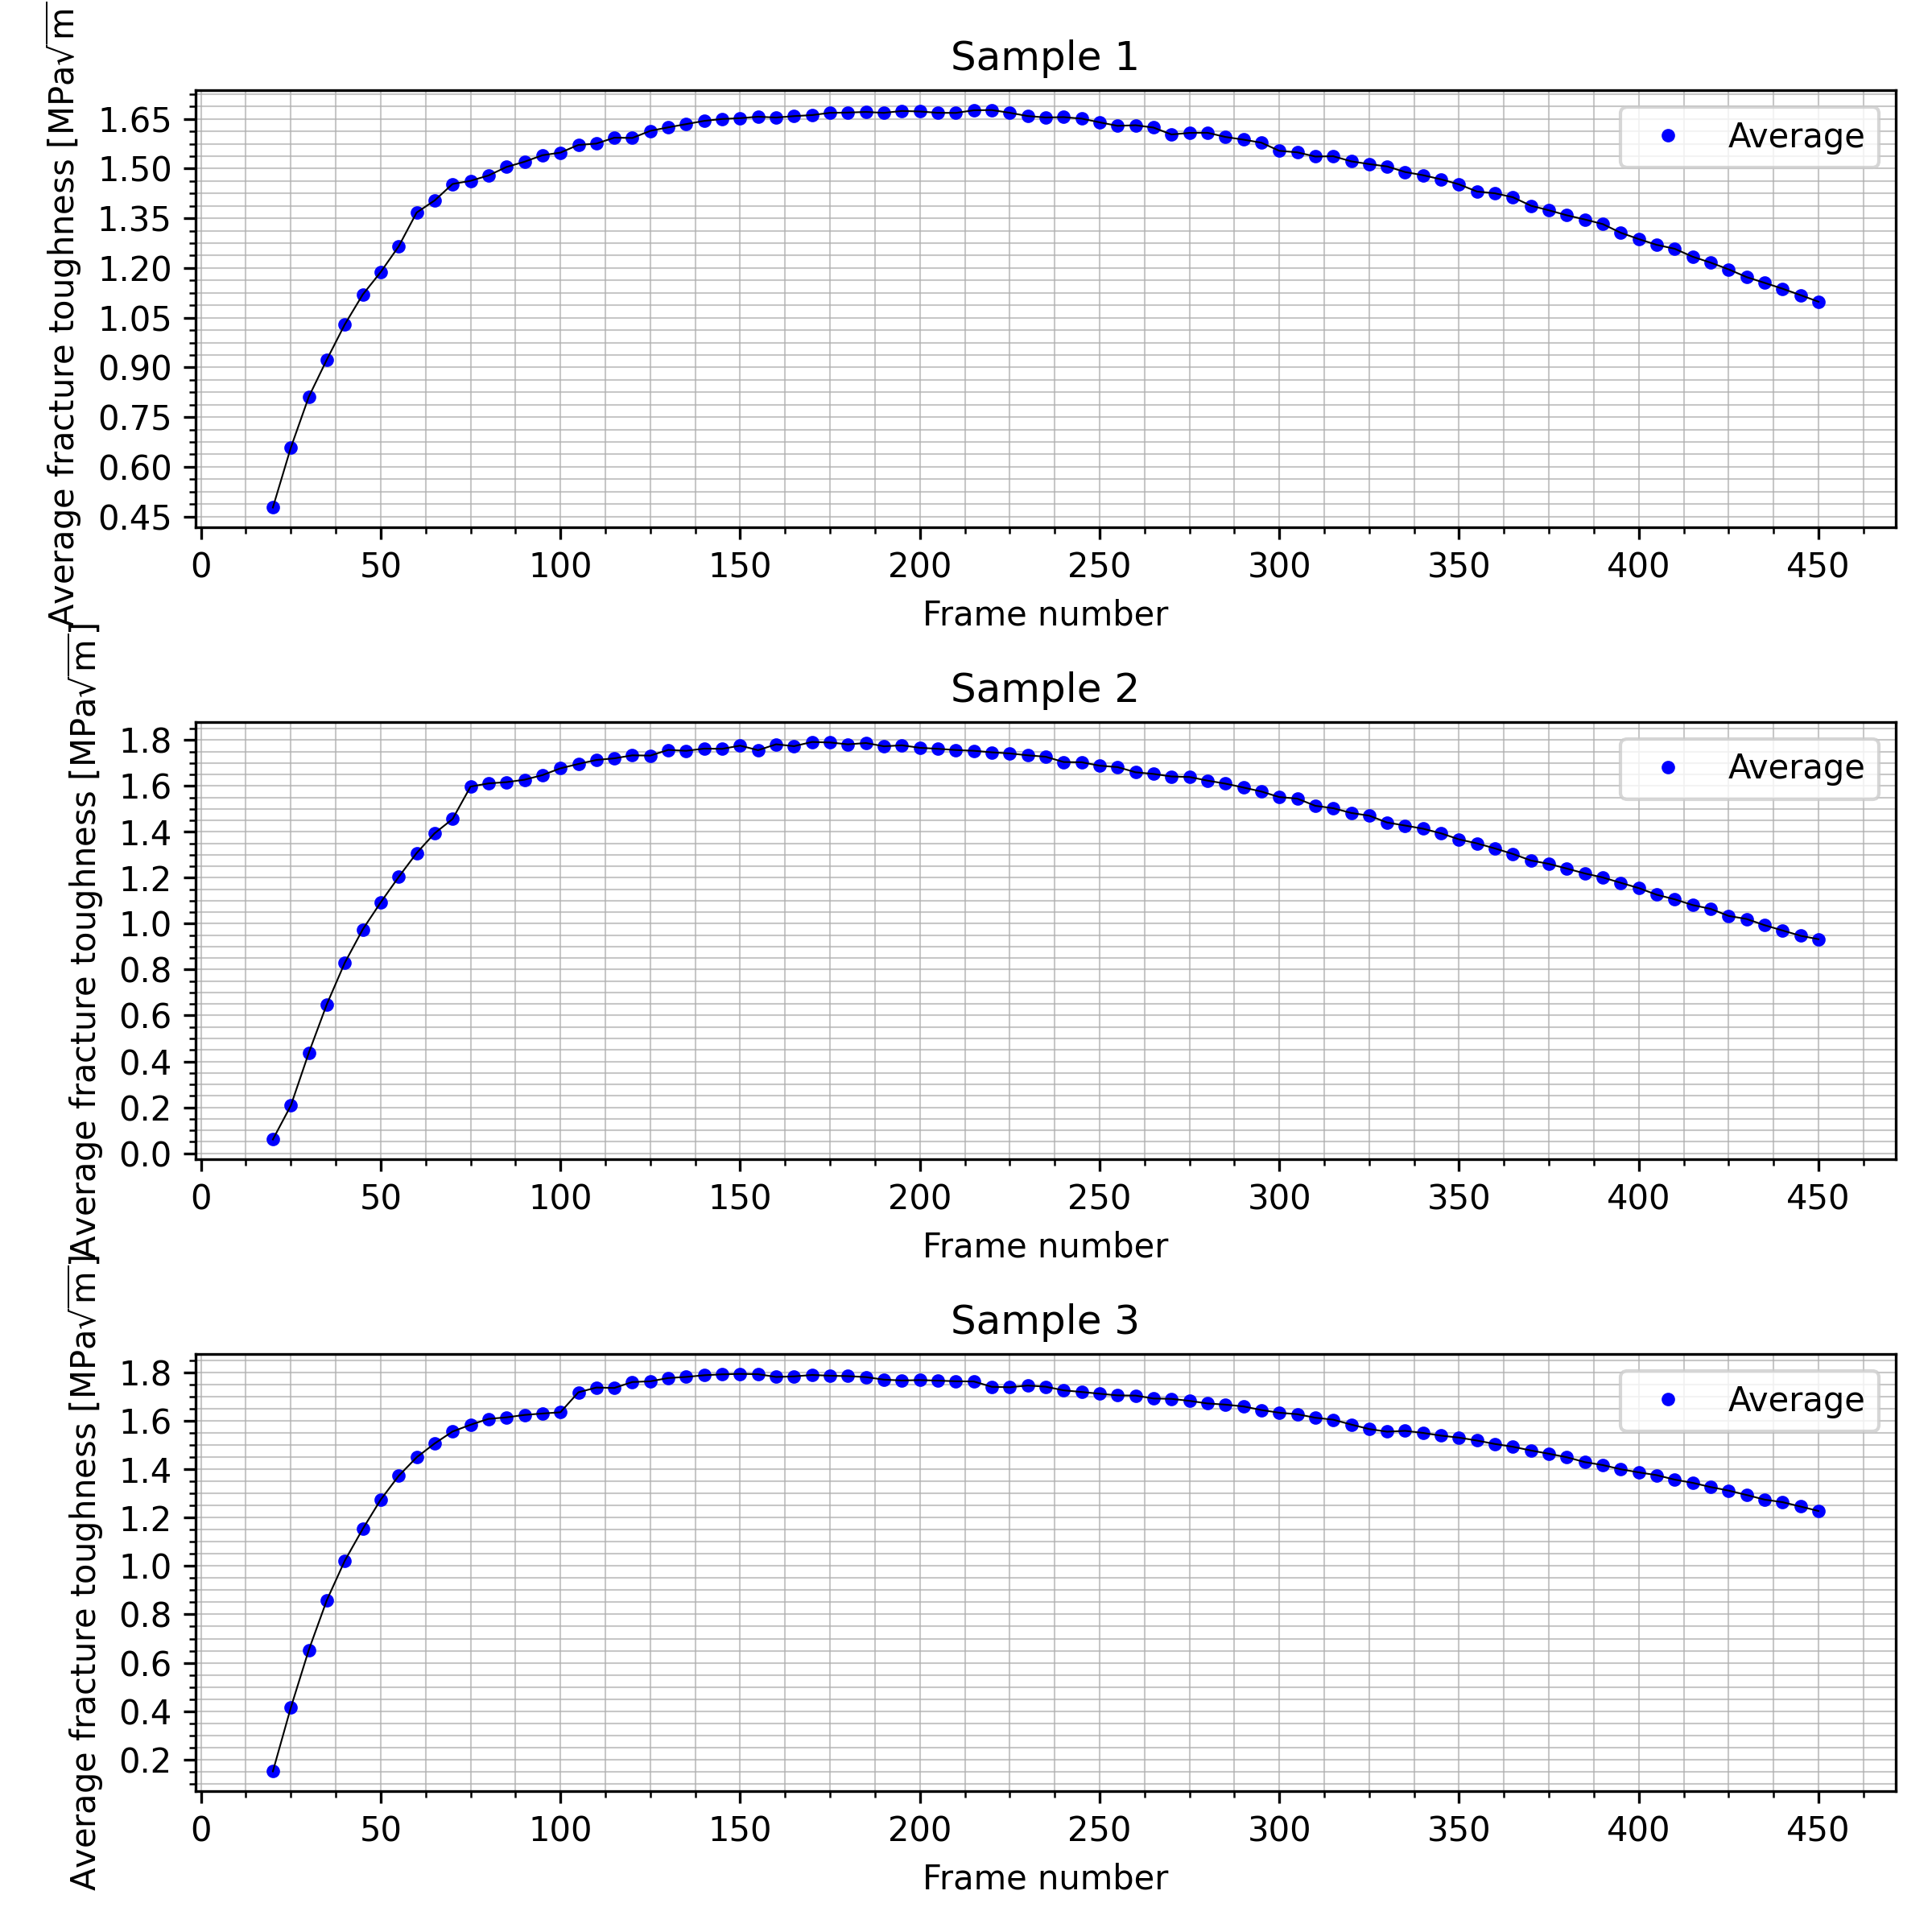 Sample 1
Average fracture toughness [MPa√m
1.65
1.50
1.35
1.20
1.05
0.90
0.75
0.60
0.45
Average
0 50 100 150 200 250 300 350 400 450
Frame number
Sample 2
Average fracture toughness [MPa√m]
1.8
1.6
1.4
1.2
1.0
0.8
0.6
0.4
0.2
0.0
Average
0 50 100 150 200 250 300 350 400 450
Frame number
Sample 3
Average fracture toughness [MPa√m]
1.8
1.6
1.4
1.2
1.0
0.8
0.6
0.4
0.2
Average
0 50 100 150 200 250 300 350 400 450
Frame number